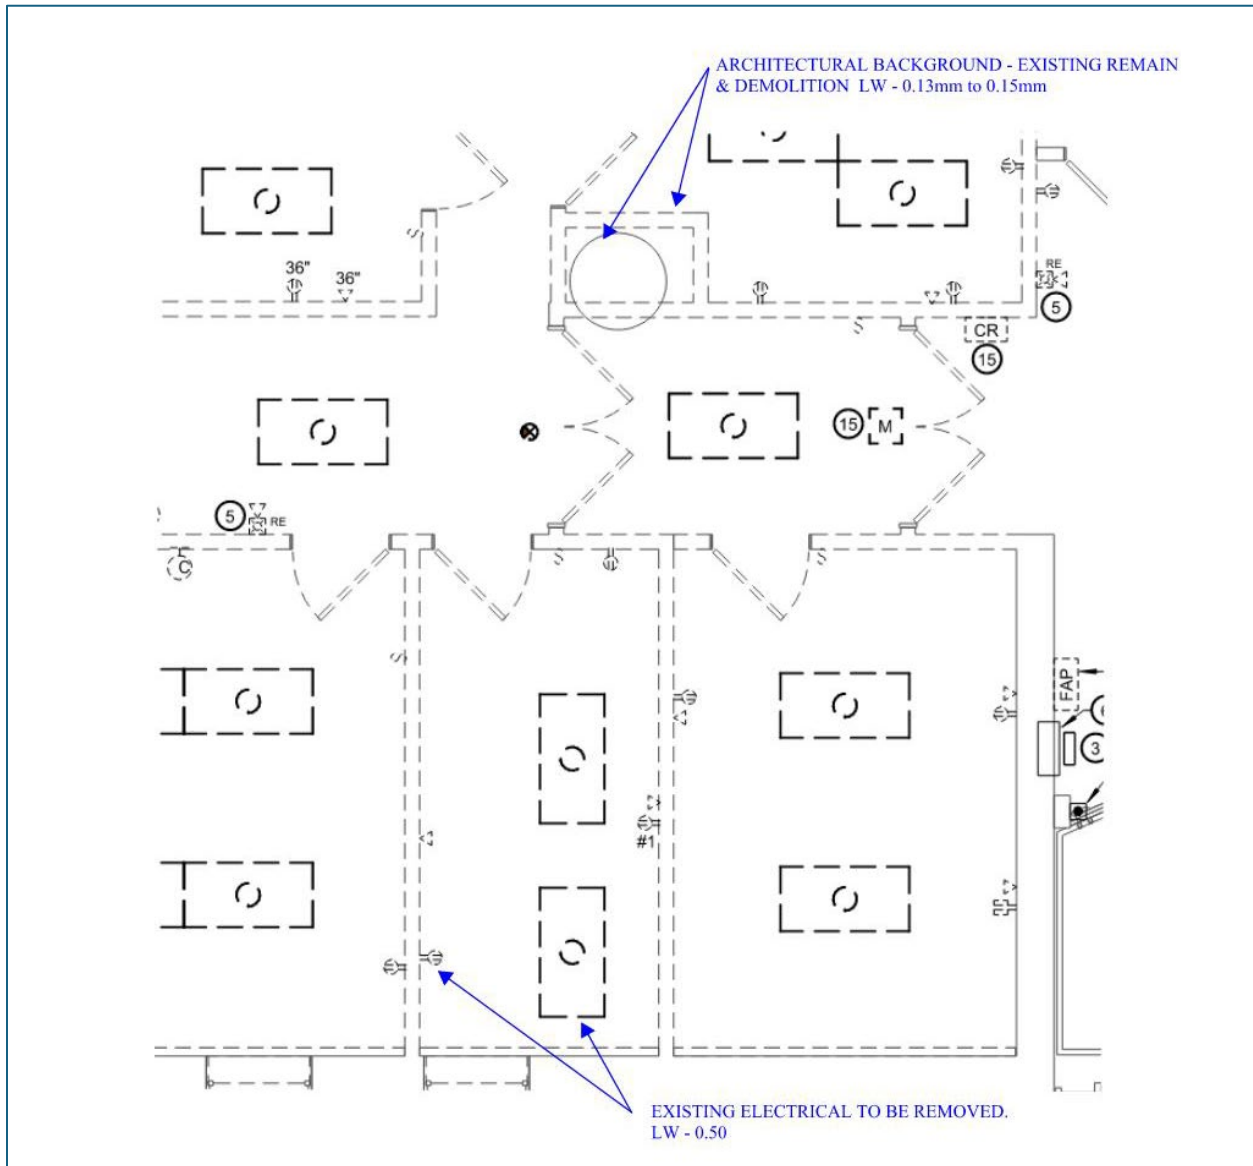 ARCHITECTURAL BACKGROUND - EXISTING REMAIN
& DEMOLITION  LW - 0.13mm to 0.15mm
36"
36"
RE
5
CR
15
15
M
5
RE
C
FAP
3
#1
EXISTING ELECTRICAL TO BE REMOVED.
LW - 0.50